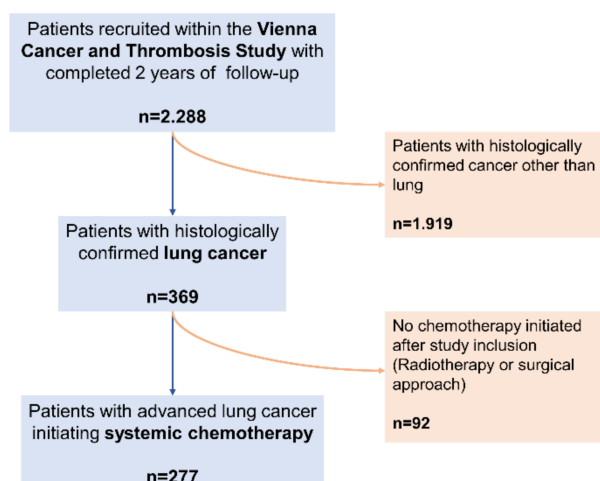 Patients recruited within the Vienna
Cancer and Thrombosis Study with
completed 2 years of follow-up
n=2.288
Patients with histologically
confirmed cancer other than
lung
n=1.919
Patients with histologically
confirmed lung cancer
n=369
No chemotherapy initiated
after study inclusion
(Radiotherapy or surgical
approach)
n=92
Patients with advanced lung cancer
initiating systemic chemotherapy
n=277